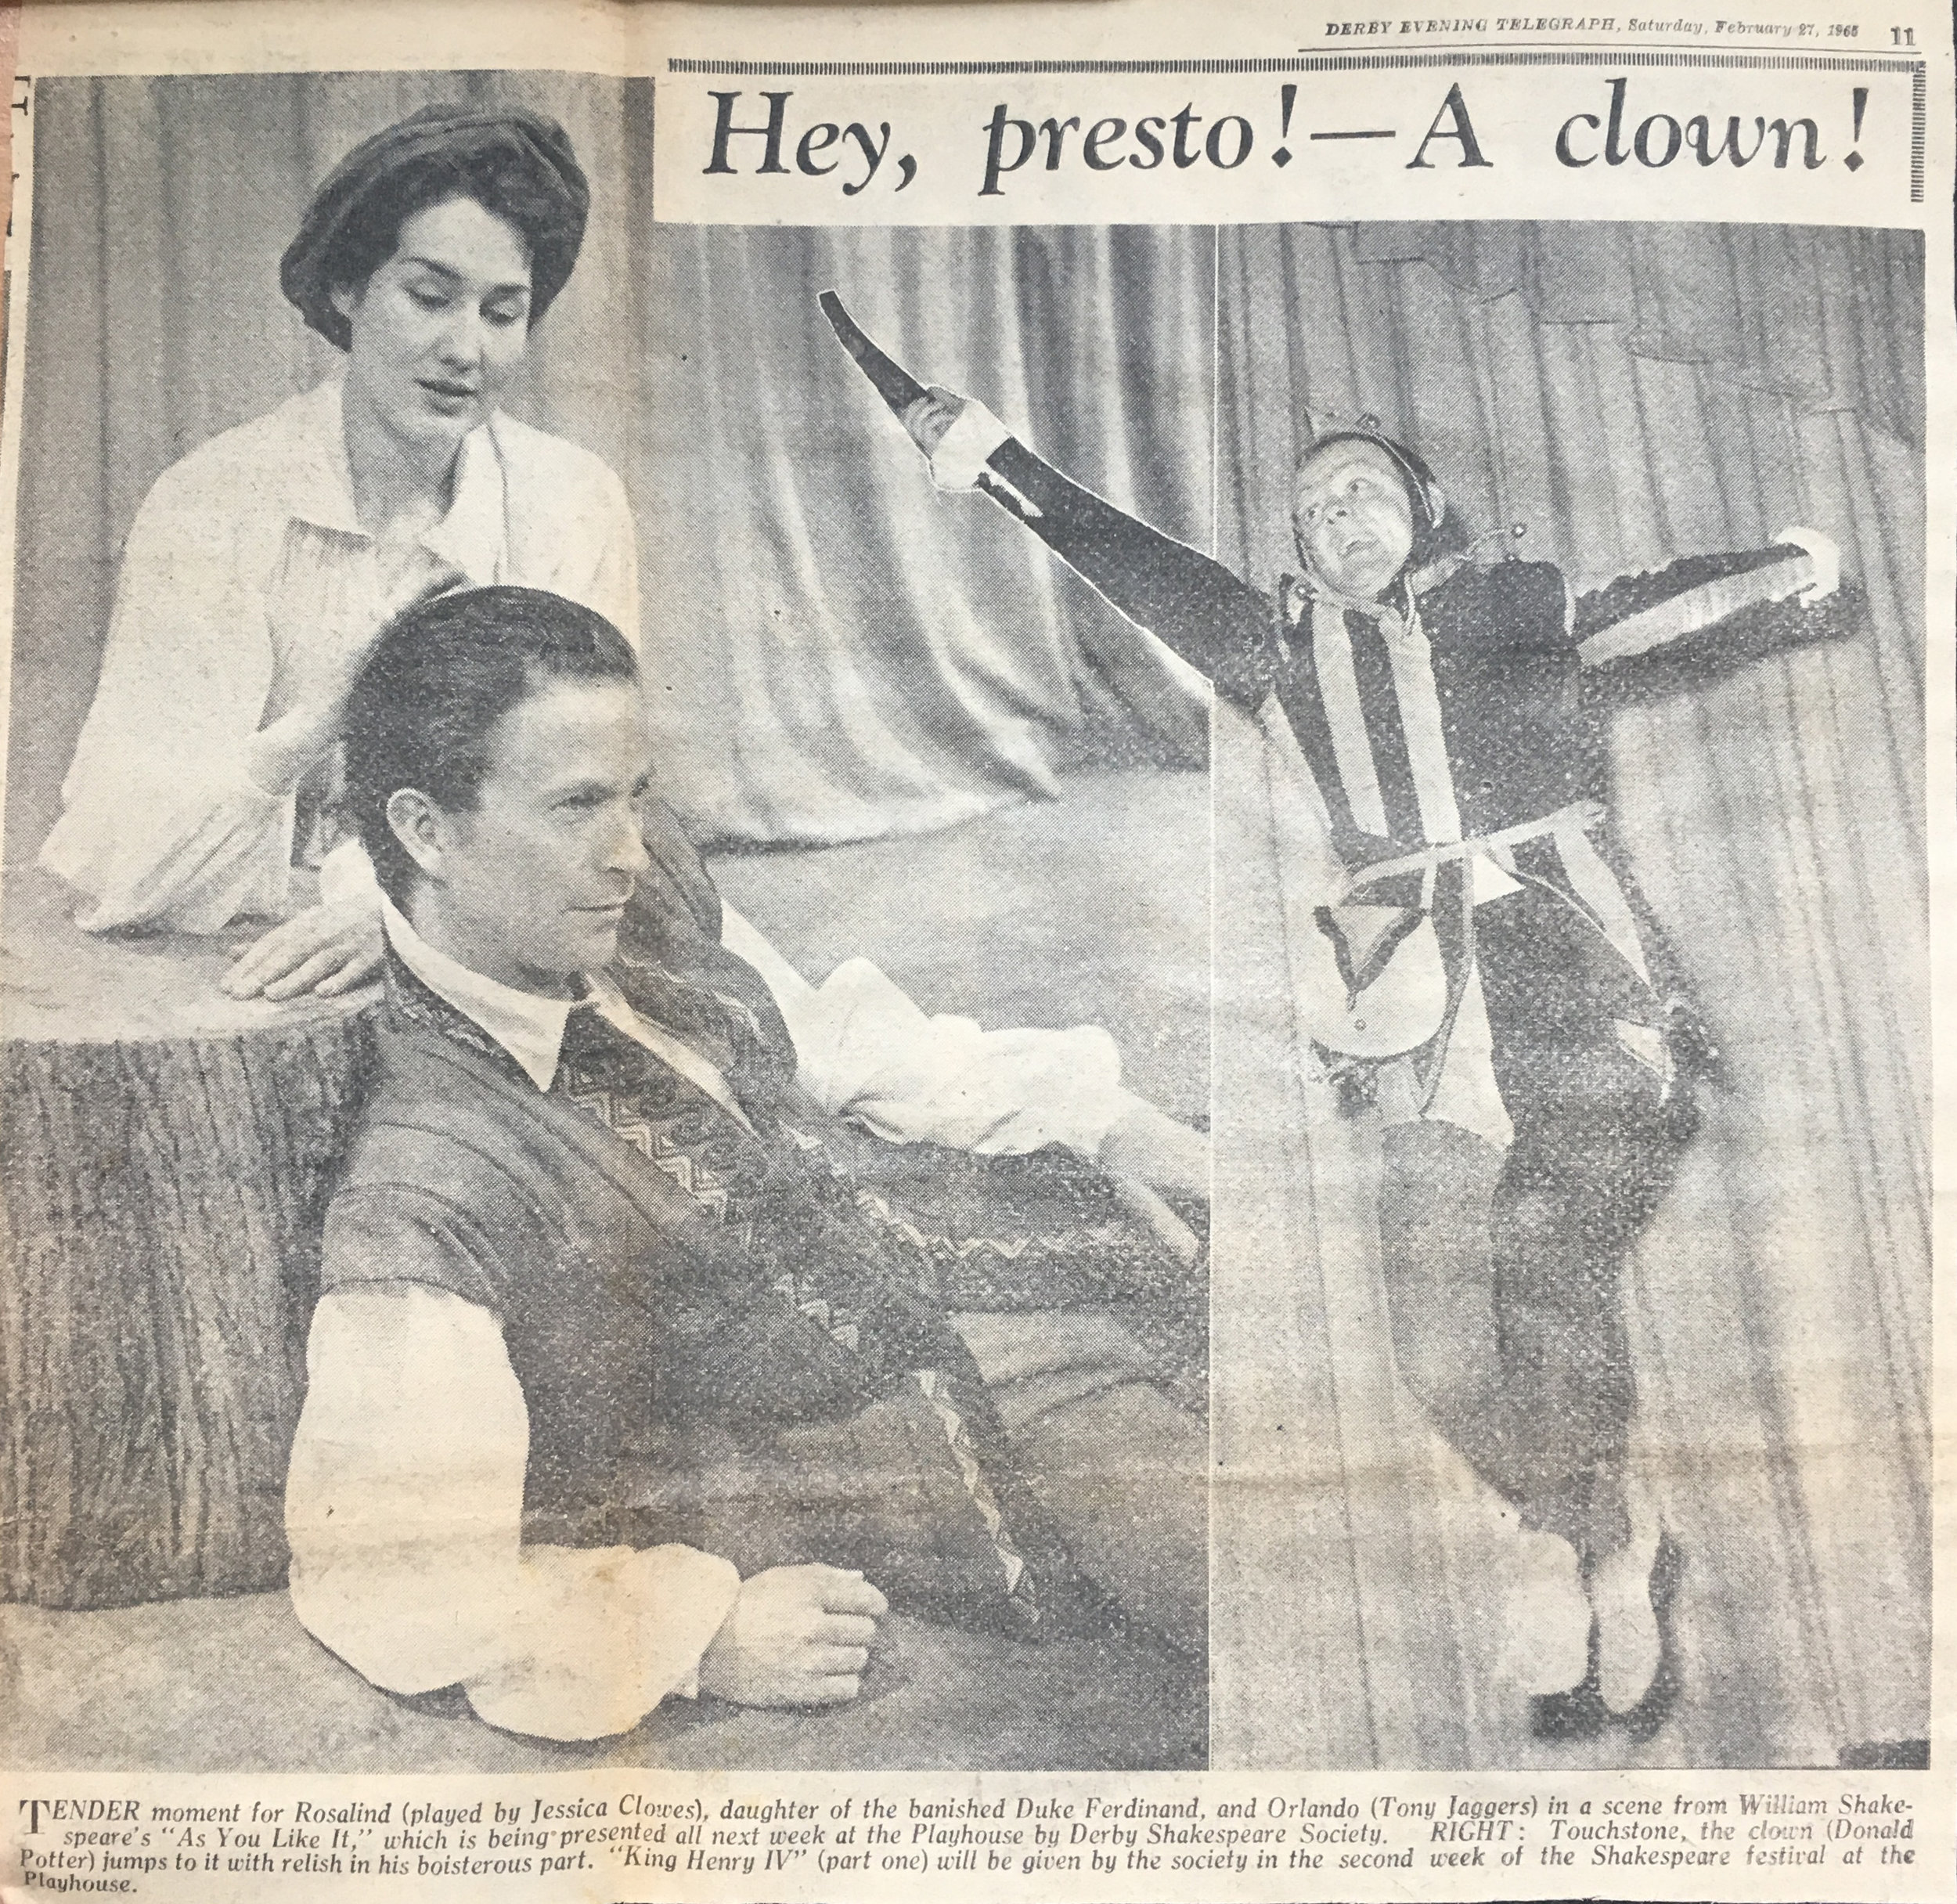 DERBY EVENING TELEGRAPH, Saturday, February 27, 1965 11
Hey, presto!—A clown!
TENDER moment for Rosalind (played by Jessica Clowes), daughter of the banished Duke Ferdinand, and Orlando (Tony Jaggers) in a scene from William Shake-
speare's "As You Like It," which is being presented all next week at the Playhouse by Derby Shakespeare Society. RIGHT: Touchstone, the clown (Donald
Potter) jumps to it with relish in his boisterous part. "King Henry IV" (part one) will be given by the society in the second week of the Shakespeare festival at the
Playhouse.